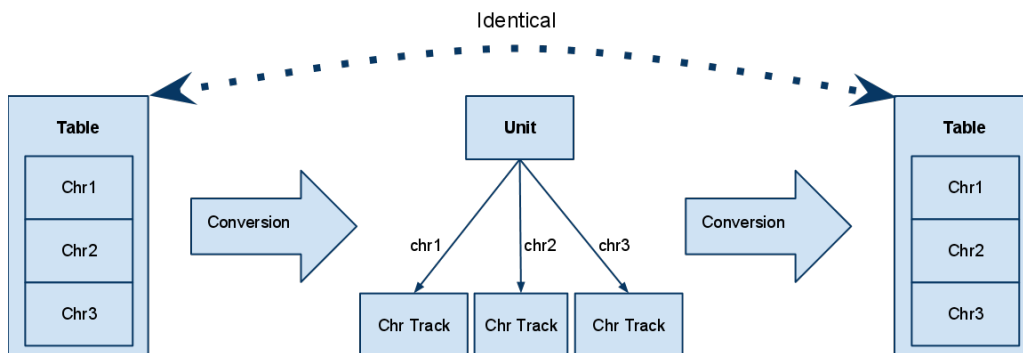 Identical
Table
Chr1
Chr2
Chr3
Conversion
Unit
chr1
chr2
chr3
Chr Track
Chr Track
Chr Track
Conversion
Table
Chr1
Chr2
Chr3